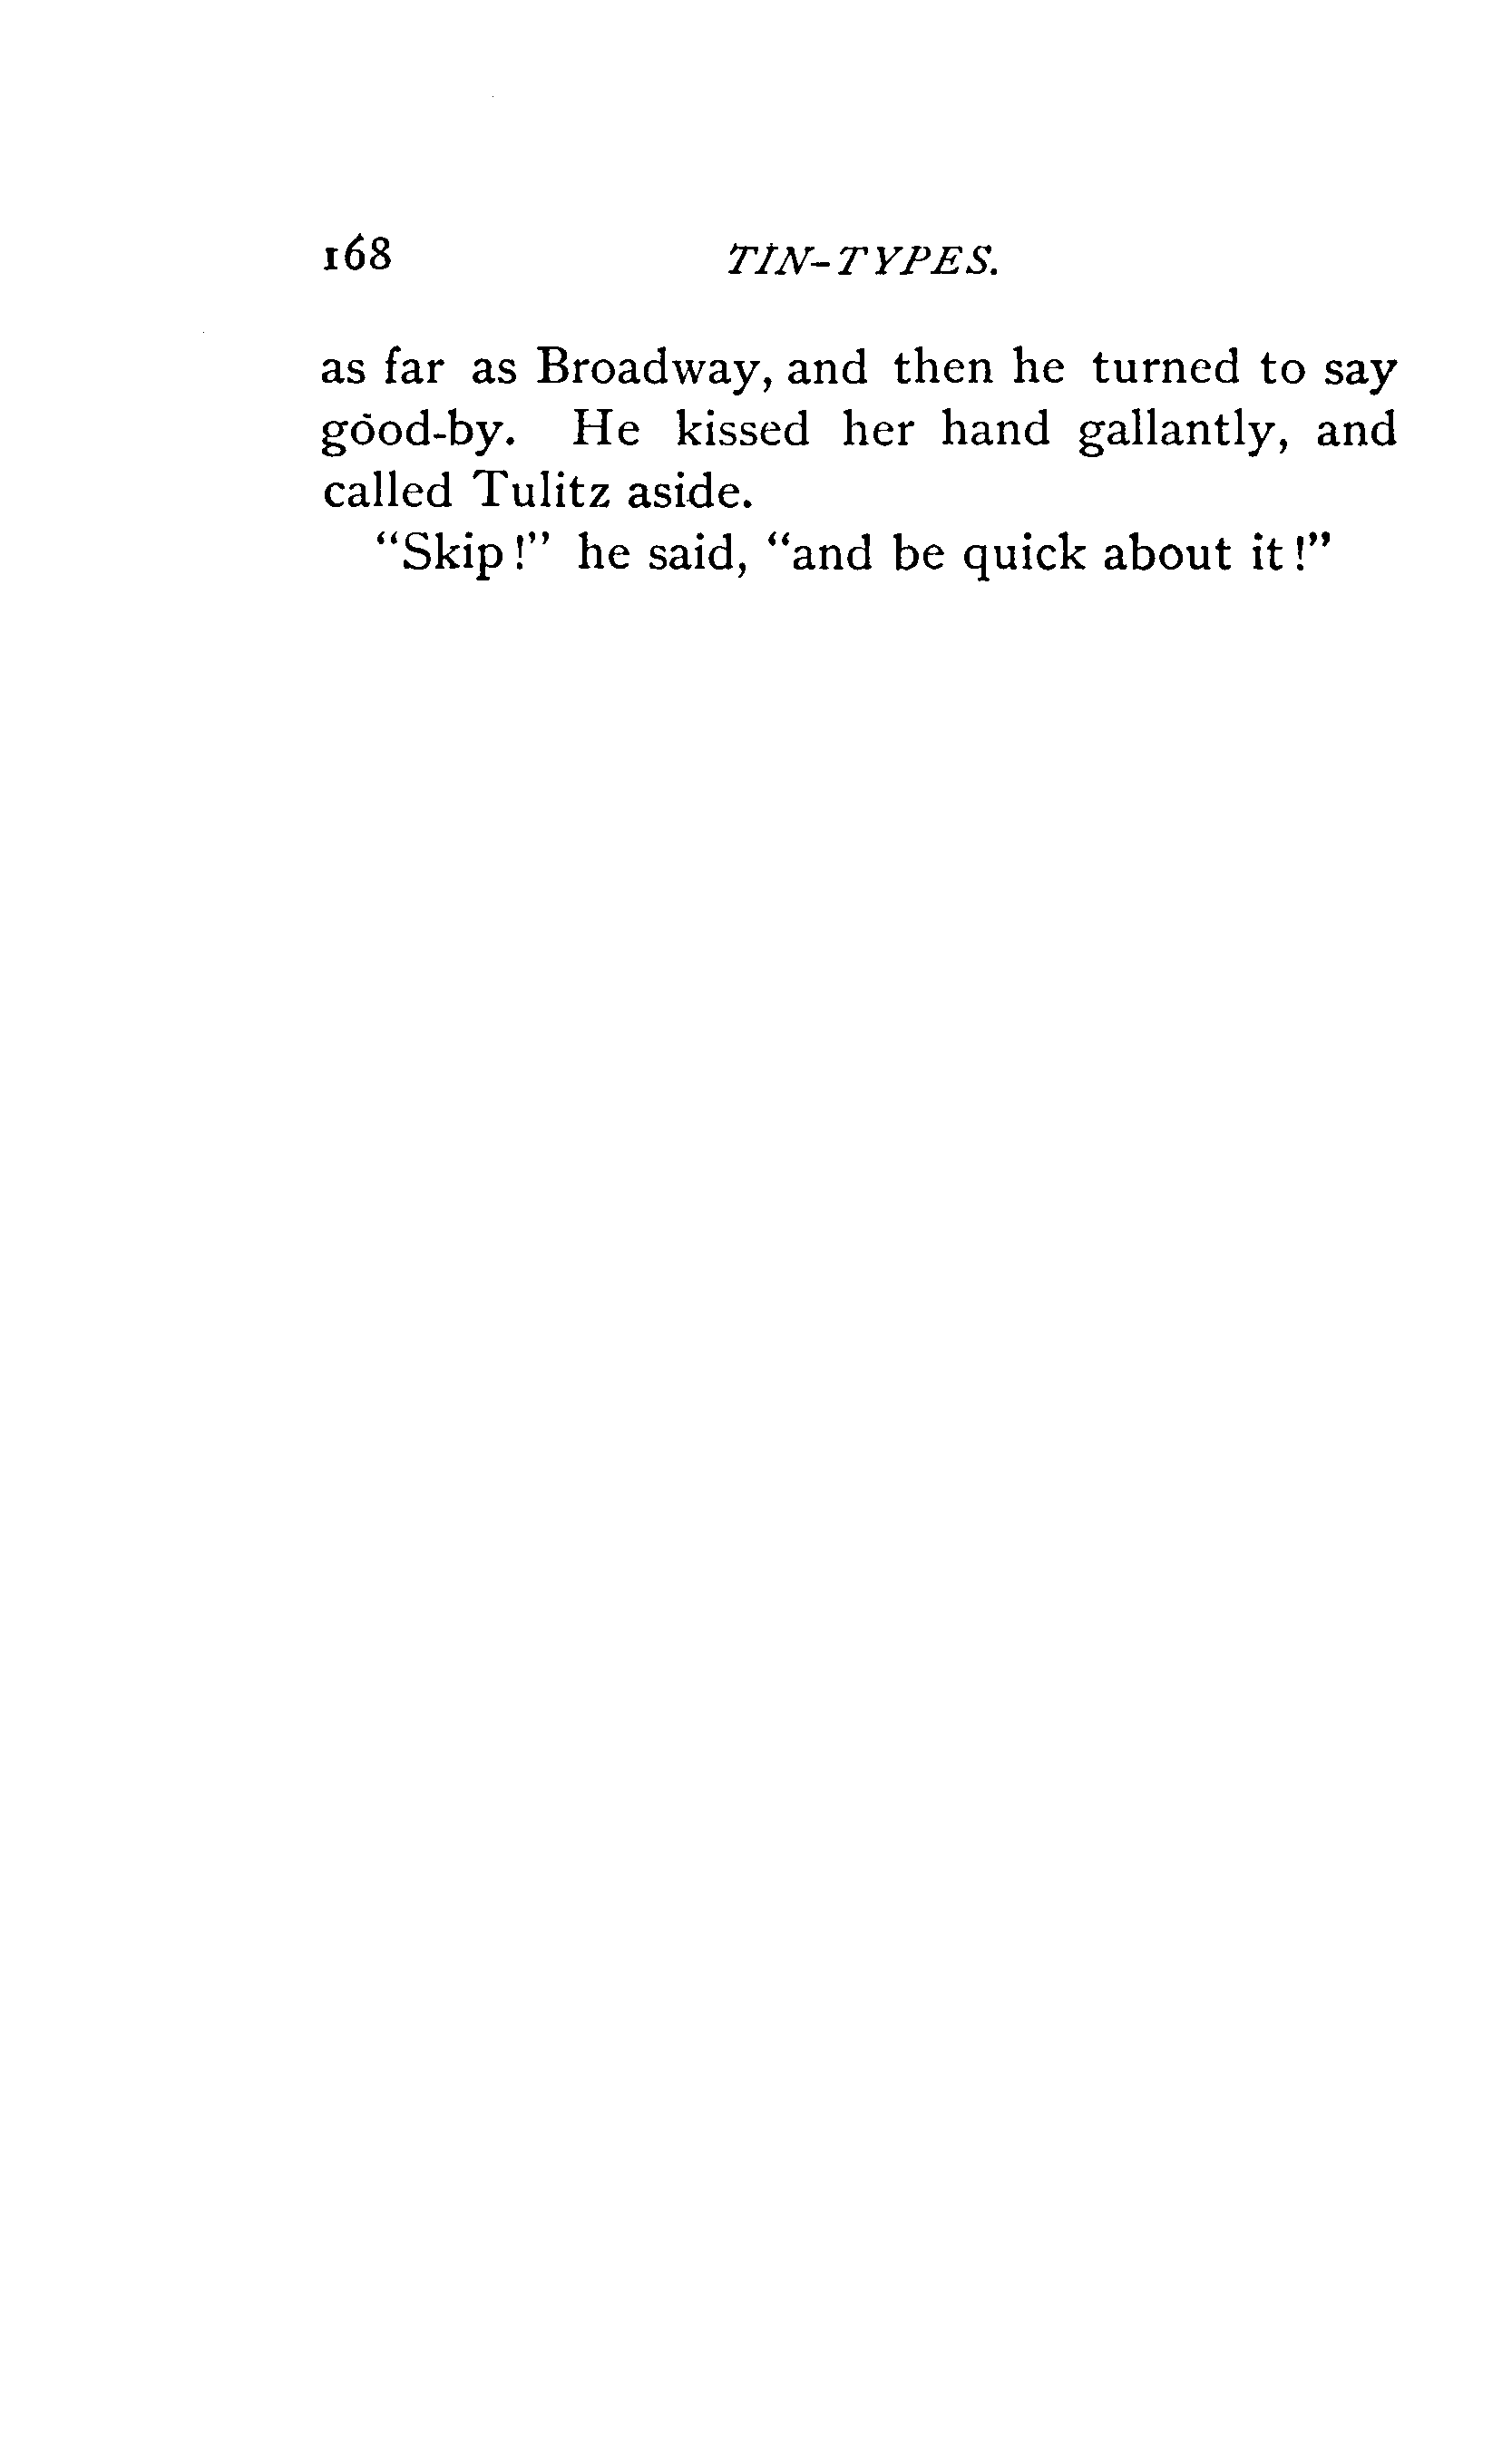 168 TIN-TYPES.
as far as Broadway, and then he turned to say
good-by. He kissed her hand gallantly, and
called Tulitz aside.
"Skip!" he said, "and be quick about it!"